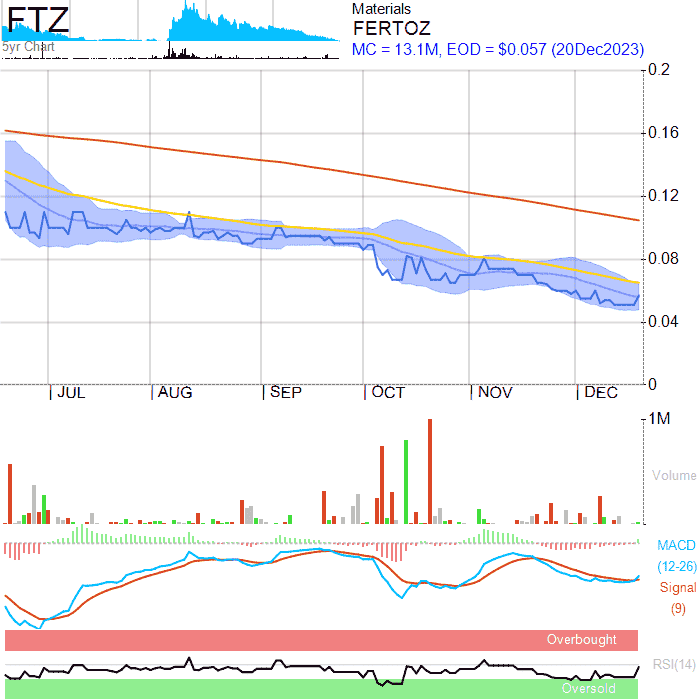 FTZ
5yr Chart
Materials
FERTOZ
MC = 13.1M, EOD = $0.057 (20Dec2023)
0.2
0.16
0.12
0.08
0.04
0
JUL AUG SEP OCT NOV DEC
1M
Volume
MACD
(12-26)
Signal
(9)
Overbought
RSI(14)
Oversold